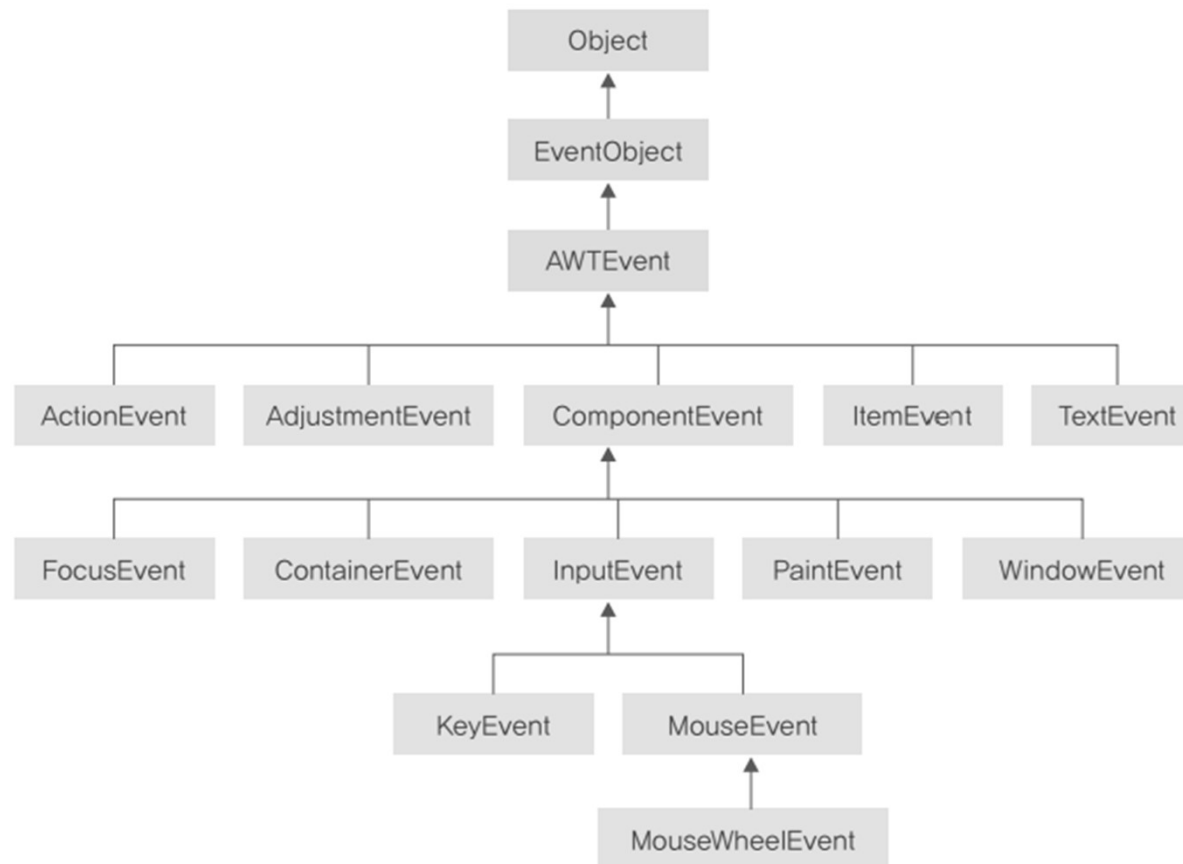 Object
EventObject
AWTEvent
ActionEvent AdjustmentEvent ComponentEvent ItemEvent TextEvent
FocusEvent ContainerEvent InputEvent PaintEvent WindowEvent
KeyEvent MouseEvent
MouseWheelEvent